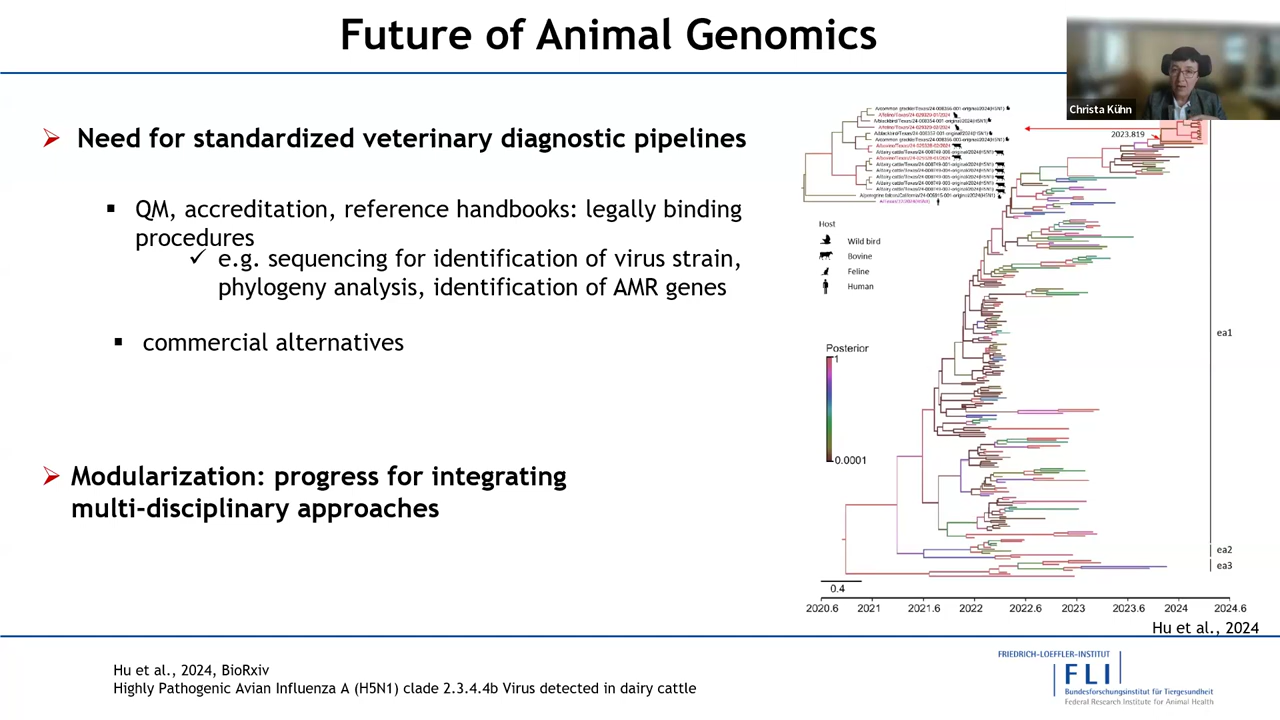 Future of Animal Genomics
Christa Kühn
Need for standardized veterinary diagnostic pipelines
QM, accreditation, reference handbooks: legally binding
procedures
e.g. sequencing for identification of virus strain,
phylogeny analysis, identification of AMR genes
commercial alternatives
Modularization: progress for integrating
multi-disciplinary approaches
2023.819
Host
Wild bird
Bovine
Feline
Human
Posterior
1
0.0001
ea1
ea2
ea3
0.4
2020.6 2021 2021.6 2022 2022.6 2023 2023.6 2024 2024.6
Hu et al., 2024
Hu et al., 2024, BioRxiv
Highly Pathogenic Avian Influenza A (H5N1) clade 2.3.4.4b Virus detected in dairy cattle
FRIEDRICH-LOEFFLER-INSTITUT
FLI
Bundesforschungsinstitut für Tiergesundheit
Federal Research Institute for Animal Health